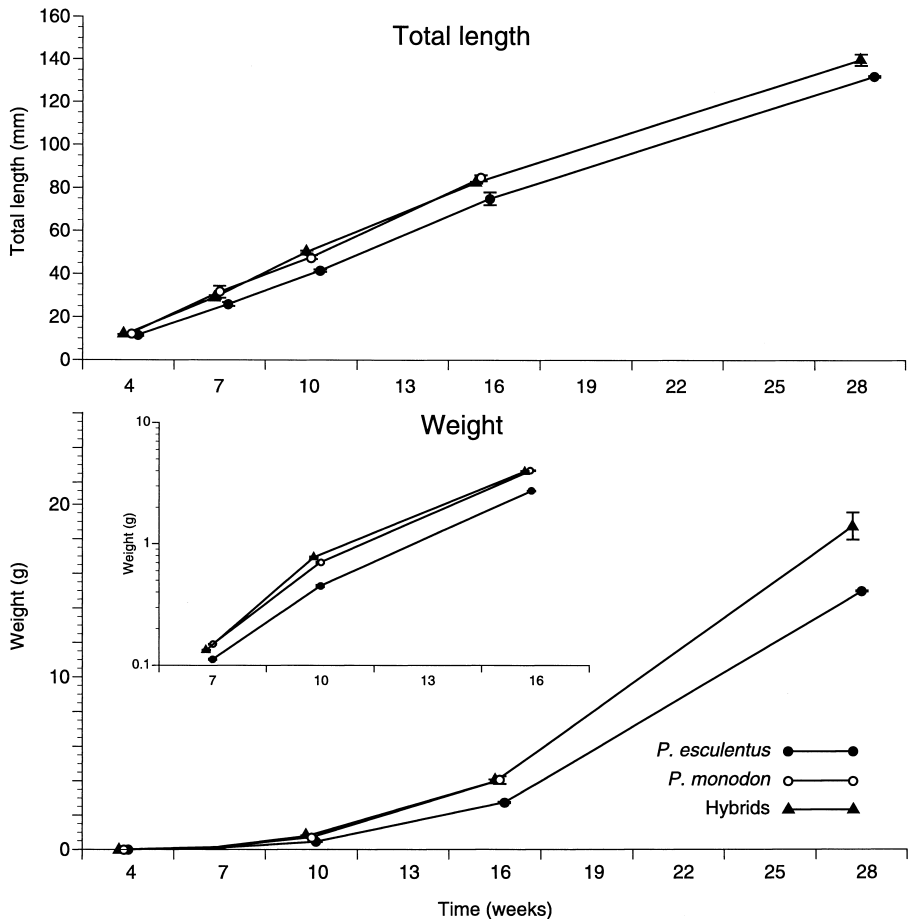 Total length
160
140
120
100
80
60
40
20
0
Total length (mm)
4 7 10 13 16 19 22 25 28
Weight
10
1
0.1
Weight (g)
7 10 13 16
20
10
0
Weight (g)
P. esculentus
P. monodon
Hybrids
4 7 10 13 16 19 22 25 28
Time (weeks)